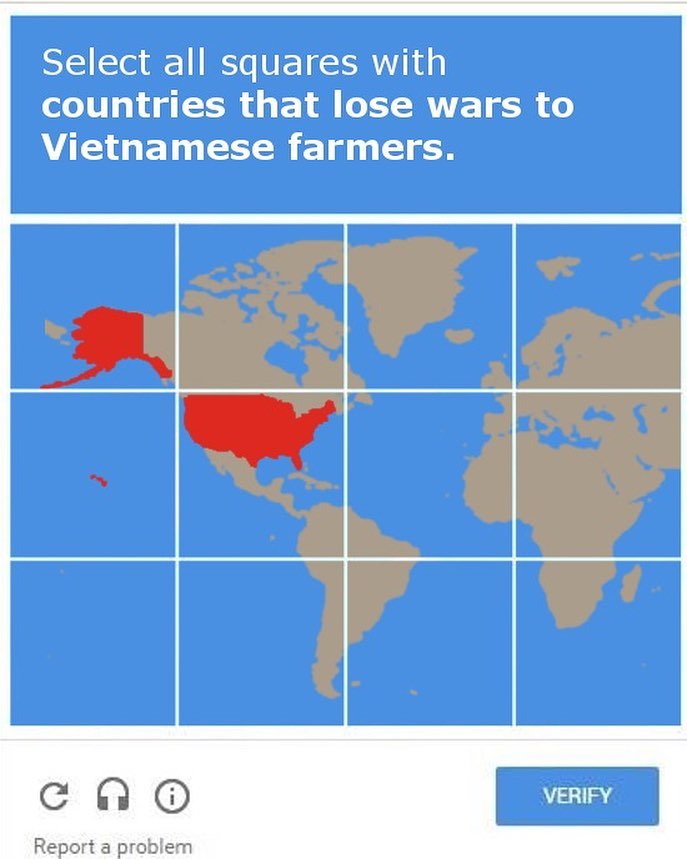 Select all squares with
countries that lose wars to
Vietnamese farmers.
VERIFY
Report a problem